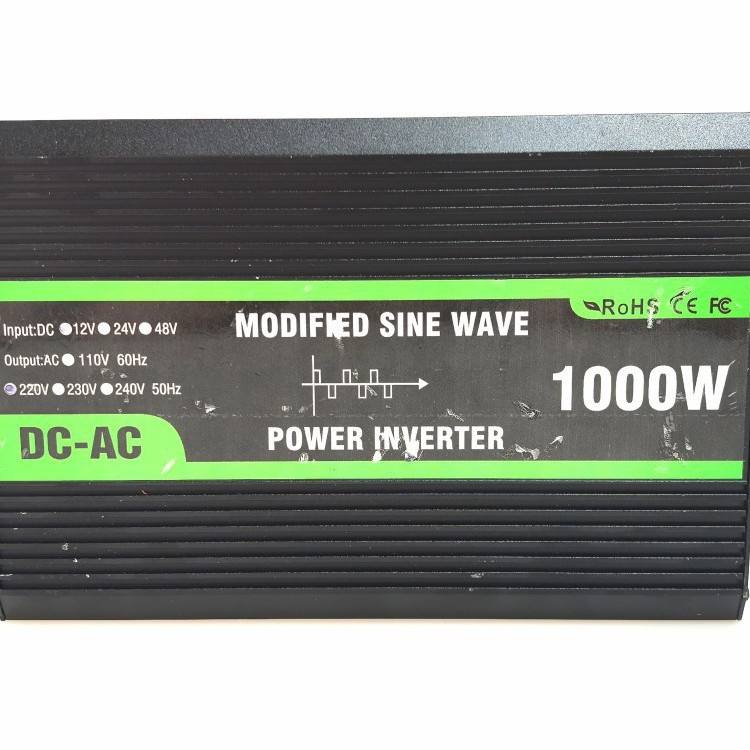 RoHS CE FC
Input:DC ●12V●24V●48V
MODIFIED SINE WAVE
Output:AC●110V 60Hz
●220V●230V●240V 50Hz
1000W
DC-AC
POWER INVERTER